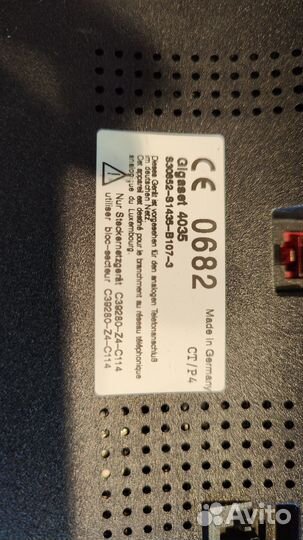 CE 0682
Made in Germany
CT/P4
Gigaset 4035
S30852-S1435-B107-3
Dieses Gerät ist vorgesehen für den analogen Telefonanschluß
im deutschen Netz.
Cet appareil est destiné pour le branchement au réseau téléphonique
analogique du Luxembourg.
Nur Steckernetzgerät C39280-Z4-C114
utiliser bloc-secteur C39280-Z4-C114
Avito